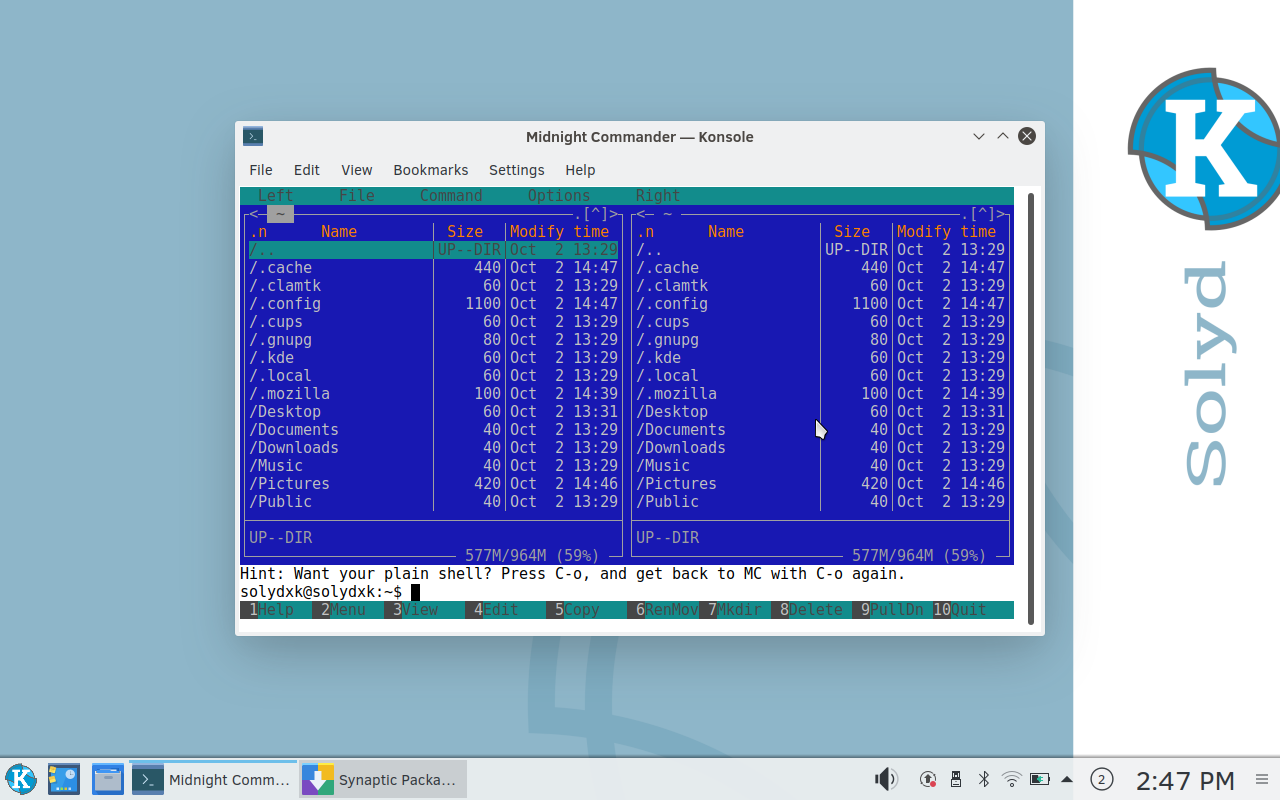 K
Solyd
Midnight Commander — Konsole
File Edit View Bookmarks Settings Help
Left File Command Options Right
<─ ~ ─.[^]> <─ ~ ─.[^]>
.n Name Size Modify time .n Name Size Modify time
/.. UP--DIR Oct 2 13:29 /.. UP--DIR Oct 2 13:29
/.cache 440 Oct 2 14:47 /.cache 440 Oct 2 14:47
/.clamtk 60 Oct 2 13:29 /.clamtk 60 Oct 2 13:29
/.config 1100 Oct 2 14:47 /.config 1100 Oct 2 14:47
/.cups 60 Oct 2 13:29 /.cups 60 Oct 2 13:29
/.gnupg 80 Oct 2 13:29 /.gnupg 80 Oct 2 13:29
/.kde 60 Oct 2 13:29 /.kde 60 Oct 2 13:29
/.local 60 Oct 2 13:29 /.local 60 Oct 2 13:29
/.mozilla 100 Oct 2 14:39 /.mozilla 100 Oct 2 14:39
/Desktop 60 Oct 2 13:31 /Desktop 60 Oct 2 13:31
/Documents 40 Oct 2 13:29 /Documents 40 Oct 2 13:29
/Downloads 40 Oct 2 13:29 /Downloads 40 Oct 2 13:29
/Music 40 Oct 2 13:29 /Music 40 Oct 2 13:29
/Pictures 420 Oct 2 14:46 /Pictures 420 Oct 2 14:46
/Public 40 Oct 2 13:29 /Public 40 Oct 2 13:29
UP--DIR UP--DIR
577M/964M (59%) 577M/964M (59%)
Hint: Want your plain shell? Press C-o, and get back to MC with C-o again.
solydxk@solydxk:~$
1Help 2Menu 3View 4Edit 5Copy 6RenMov 7Mkdir 8Delete 9PullDn 10Quit
K Midnight Comm... Synaptic Packa... 2 2:47 PM